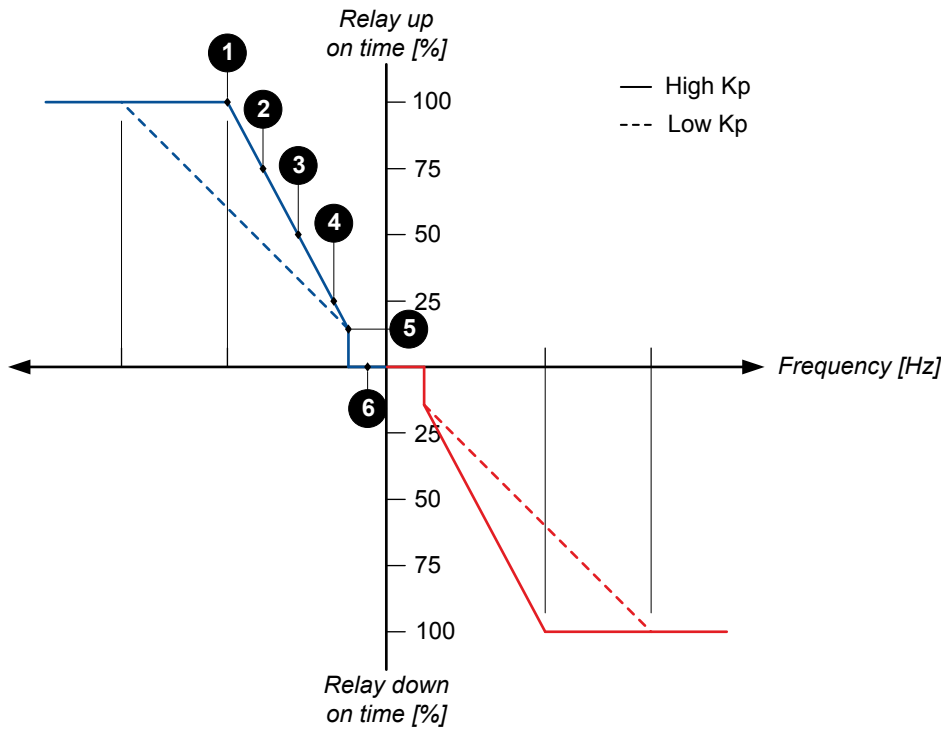 Relay up
on time [%]
1
100
High Kp
2
Low Kp
3
75
4
50
25
5
Frequency [Hz]
6
25
50
75
100
Relay down
on time [%]